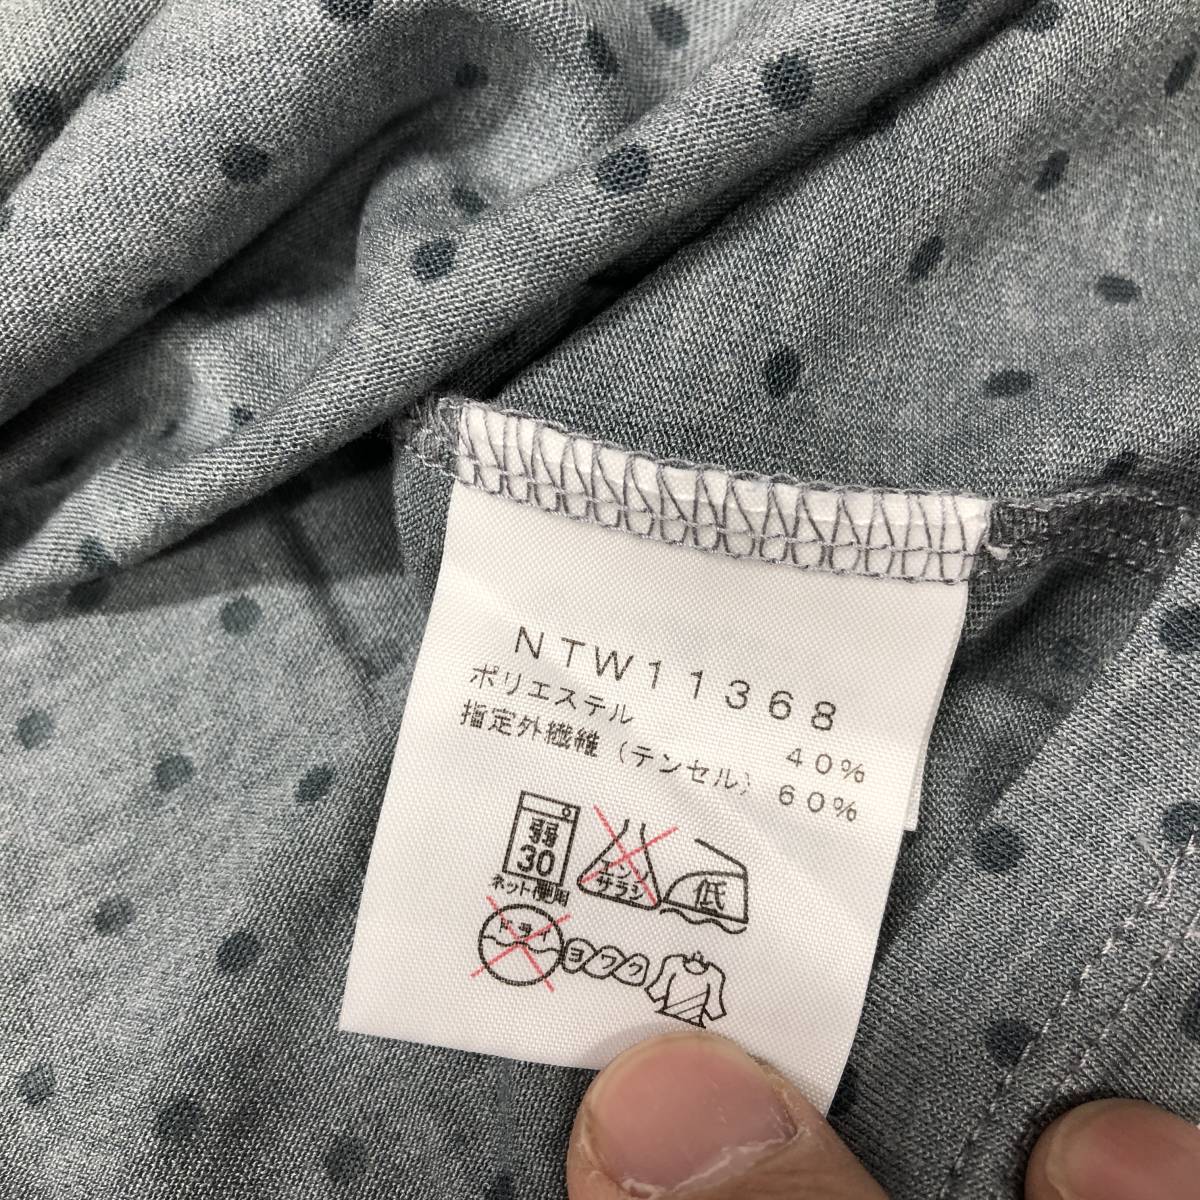 NTW11368
ポリエステル 40%
指定外繊維(テンセル) 60%
弱
30
ネット使用
エンソ
サラシ
低
ドライ
ヨワク